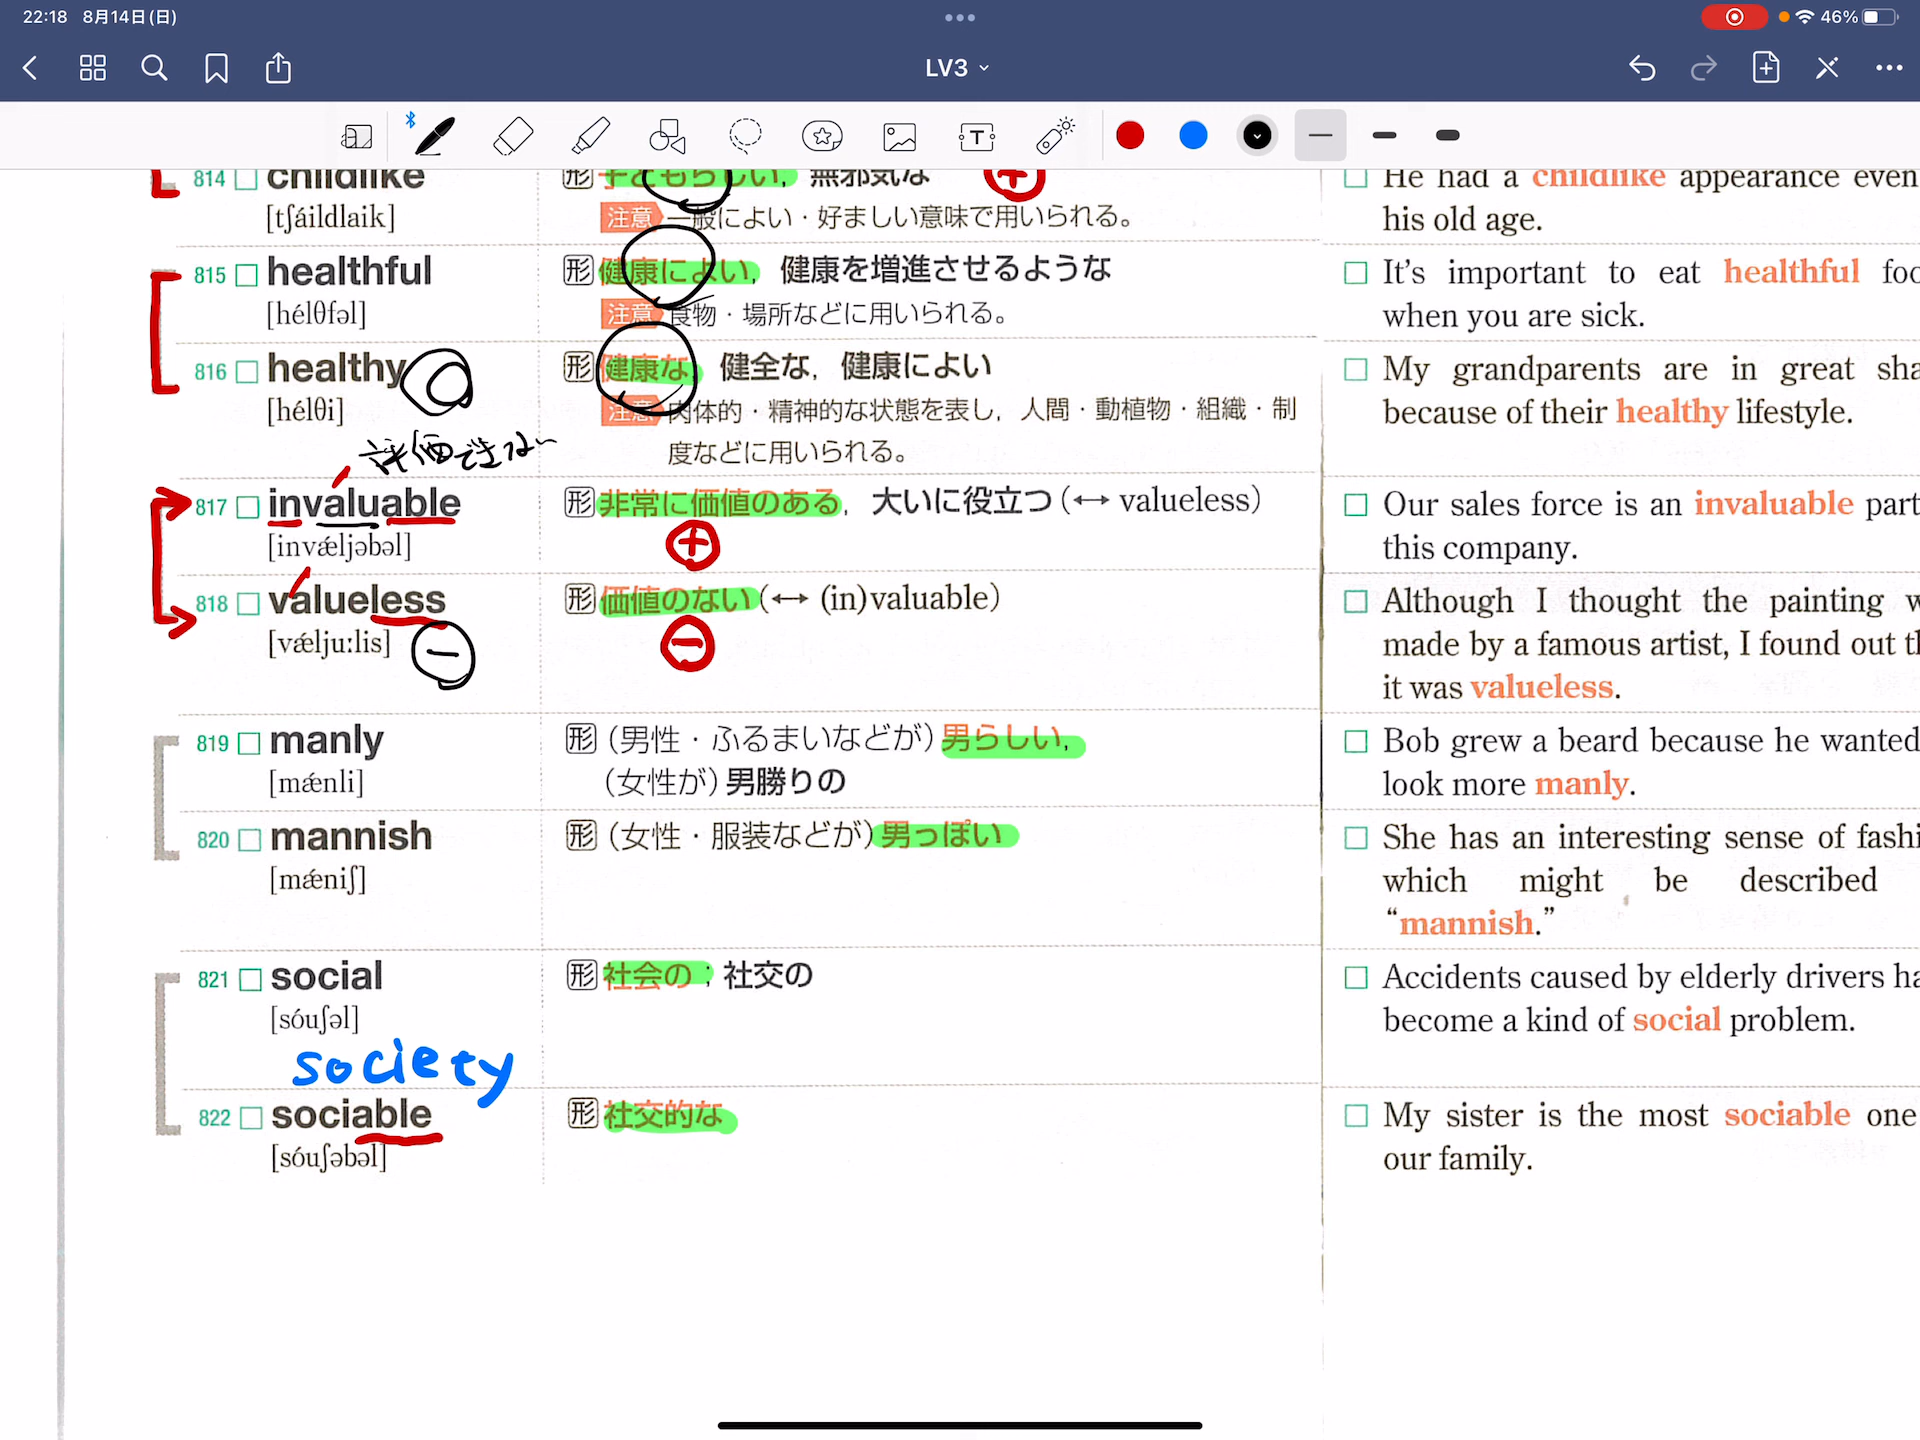 22:18 8月14日(日)
46%
LV3
814 childlike 形 子どもらしい, 無邪気な
[tʃáildlaik] 注意 一般によい・好ましい意味で用いられる。
He had a childlike appearance even
his old age.
815 healthful 形 健康によい, 健康を増進させるような
[hélθfəl] 注意 食物・場所などに用いられる。
It's important to eat healthful foo
when you are sick.
816 healthy 形 健康な, 健全な, 健康によい
[hélθi] 注意 肉体的・精神的な状態を表し, 人間・動植物・組織・制
度などに用いられる。
My grandparents are in great sha
because of their healthy lifestyle.
評価できない
817 invaluable 形 非常に価値のある, 大いに役立つ (↔ valueless)
[invǽljəbəl]
Our sales force is an invaluable part
this company.
818 valueless 形 価値のない (↔ (in)valuable)
[vǽlju:lis]
Although I thought the painting w
made by a famous artist, I found out th
it was valueless.
819 manly 形 (男性・ふるまいなどが) 男らしい,
[mǽnli] (女性が) 男勝りの
Bob grew a beard because he wanted
look more manly.
820 mannish 形 (女性・服装などが) 男っぽい
[mǽniʃ]
She has an interesting sense of fashi
which might be described
“mannish.”
821 social 形 社会の ; 社交の
[sóuʃəl]
Accidents caused by elderly drivers ha
become a kind of social problem.
society
822 sociable 形 社交的な
[sóuʃəbəl]
My sister is the most sociable one
our family.